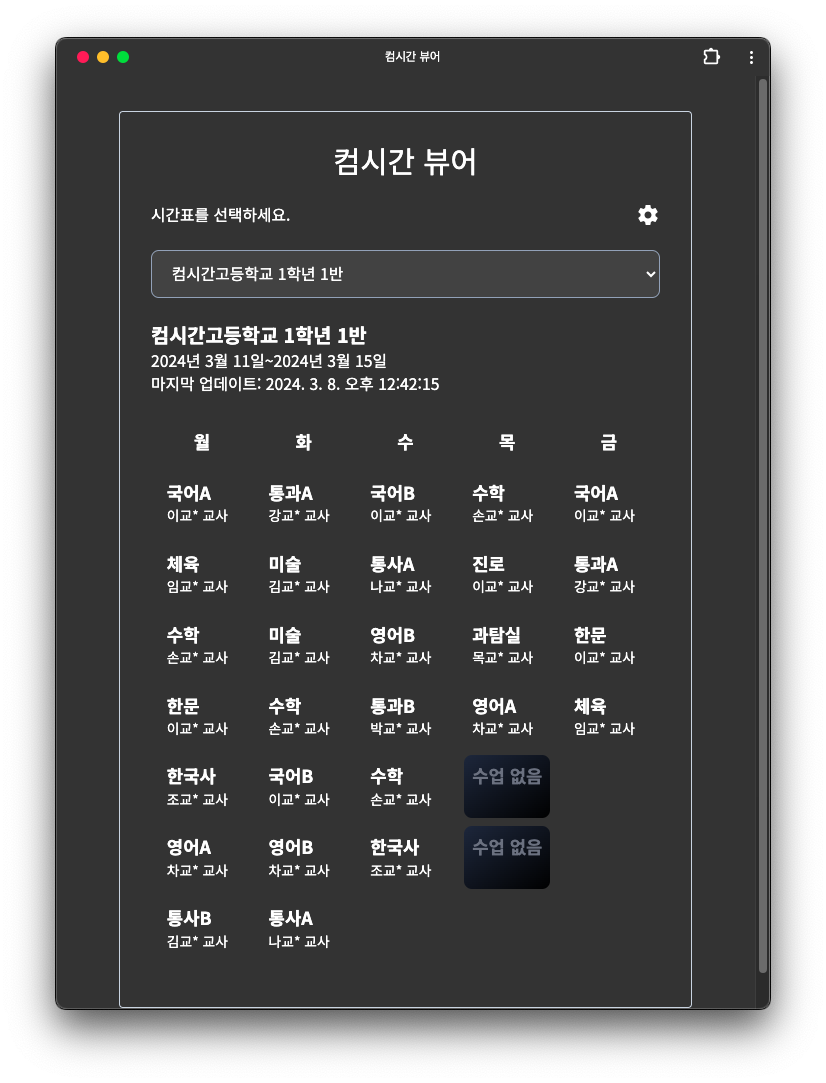 컴시간 뷰어
컴시간 뷰어
시간표를 선택하세요.
컴시간고등학교 1학년 1반
컴시간고등학교 1학년 1반
2024년 3월 11일~2024년 3월 15일
마지막 업데이트: 2024. 3. 8. 오후 12:42:15
월 화 수 목 금
국어A 통과A 국어B 수학 국어A
이교* 교사 강교* 교사 이교* 교사 손교* 교사 이교* 교사
체육 미술 통사A 진로 통과A
임교* 교사 김교* 교사 나교* 교사 이교* 교사 강교* 교사
수학 미술 영어B 과탐실 한문
손교* 교사 김교* 교사 차교* 교사 목교* 교사 이교* 교사
한문 수학 통과B 영어A 체육
이교* 교사 손교* 교사 박교* 교사 차교* 교사 임교* 교사
한국사 국어B 수학 수업 없음
조교* 교사 이교* 교사 손교* 교사
영어A 영어B 한국사 수업 없음
차교* 교사 차교* 교사 조교* 교사
통사B 통사A
김교* 교사 나교* 교사